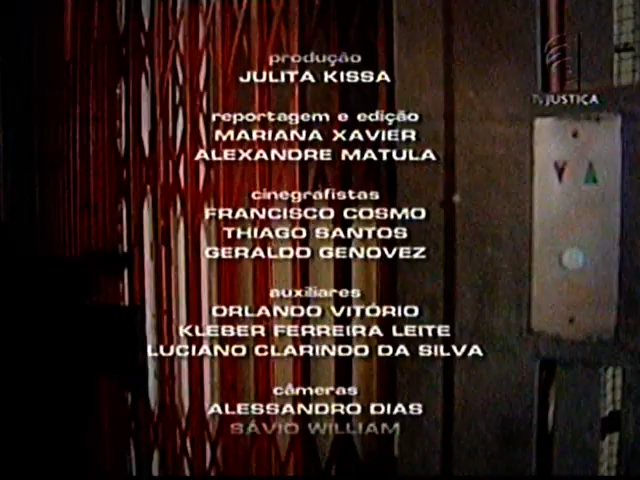 produção
JULITA KISSA
reportagem e edição
MARIANA XAVIER
ALEXANDRE MATULA
cinegrafistas
FRANCISCO COSMO
THIAGO SANTOS
GERALDO GENOVEZ
auxiliares
ORLANDO VITÓRIO
KLEBER FERREIRA LEITE
LUCIANO CLARINDO DA SILVA
câmeras
ALESSANDRO DIAS
SÁVIO WILLIAM
TV JUSTIÇA